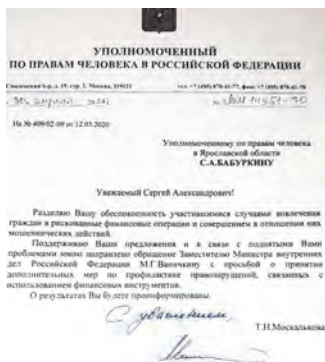 УПОЛНОМОЧЕННЫЙ
ПО ПРАВАМ ЧЕЛОВЕКА В РОССИЙСКОЙ ФЕДЕРАЦИИ
Смоленский б-р, д. 19, стр. 2, Москва, 119121
апреля
На № 409/02-09 от 12.03.2020
Уполномоченному по правам человека
в Ярославской области
С.А.БАБУРКИНУ
Уважаемый Сергей Александрович!
Разделяю Вашу обеспокоенность участившимися случаями вовлечения
граждан в рискованные финансовые операции и совершением в отношении них
мошеннических действий.
Поддерживаю Ваши предложения и в связи с поднятыми Вами
проблемами мною направлено обращение Заместителю Министра внутренних
дел Российской Федерации М.Г.Ваничкину с просьбой о принятии
дополнительных мер по профилактике правонарушений, связанных с
использованием финансовых инструментов.
О результатах Вы будете проинформированы.
С уважением,
Т.Н.Москалькова